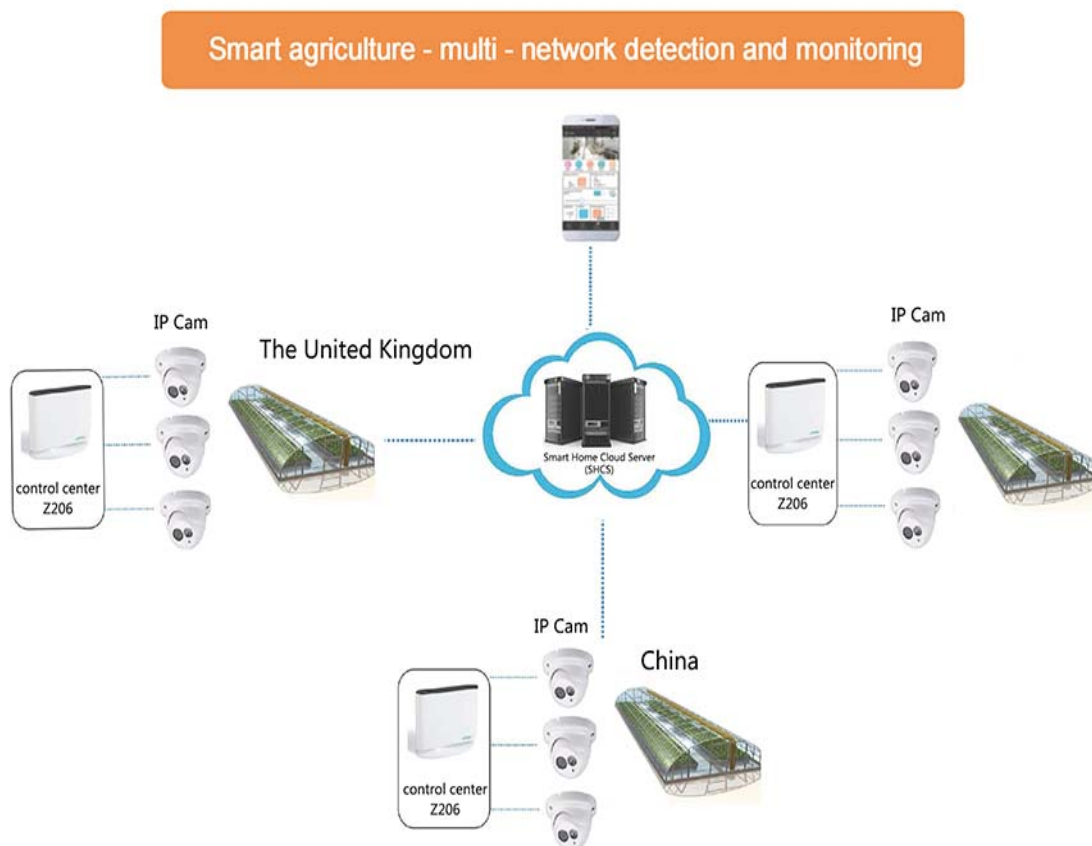 Smart agriculture - multi - network detection and monitoring
IP Cam
The United Kingdom
control center
Z206
Smart Home Cloud Server
(SHCS)
IP Cam
control center
Z206
IP Cam
China
control center
Z206